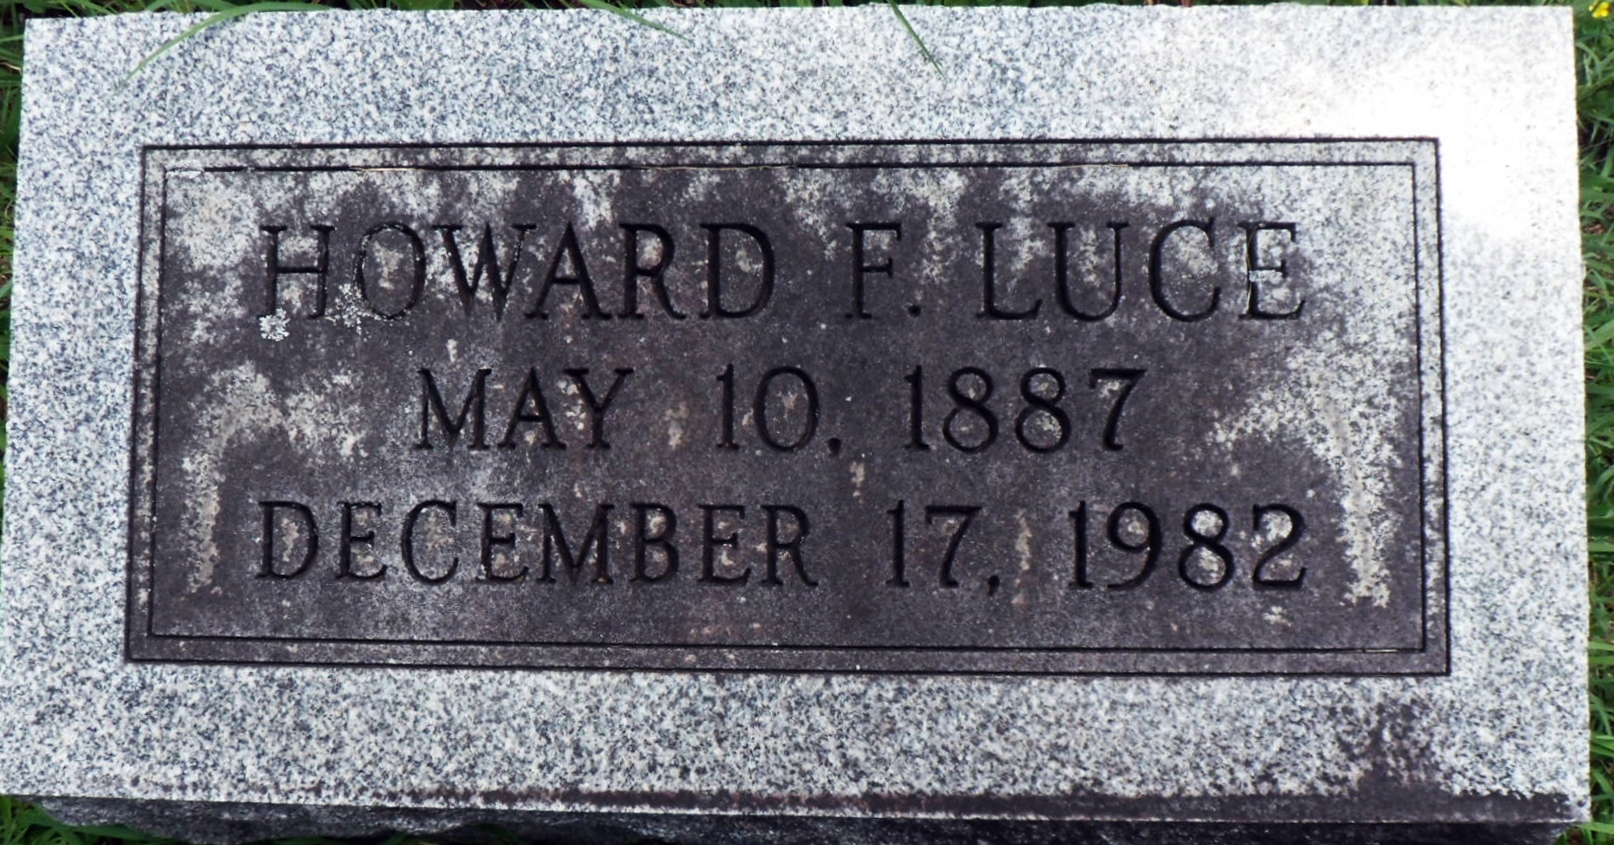 HOWARD F. LUCE
MAY 10, 1887
DECEMBER 17, 1982